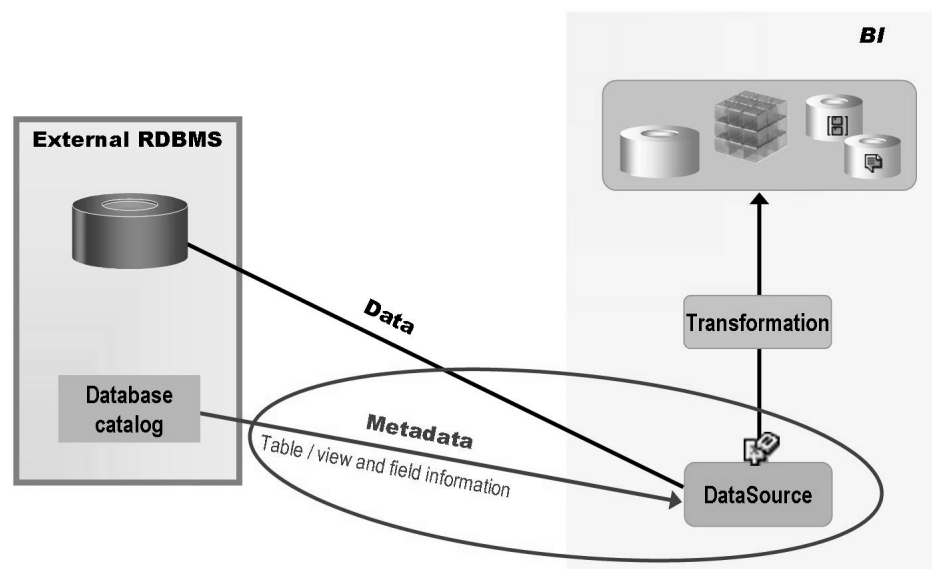 BI
External RDBMS
Data
Transformation
Database
catalog
Metadata
Table / view and field information
DataSource